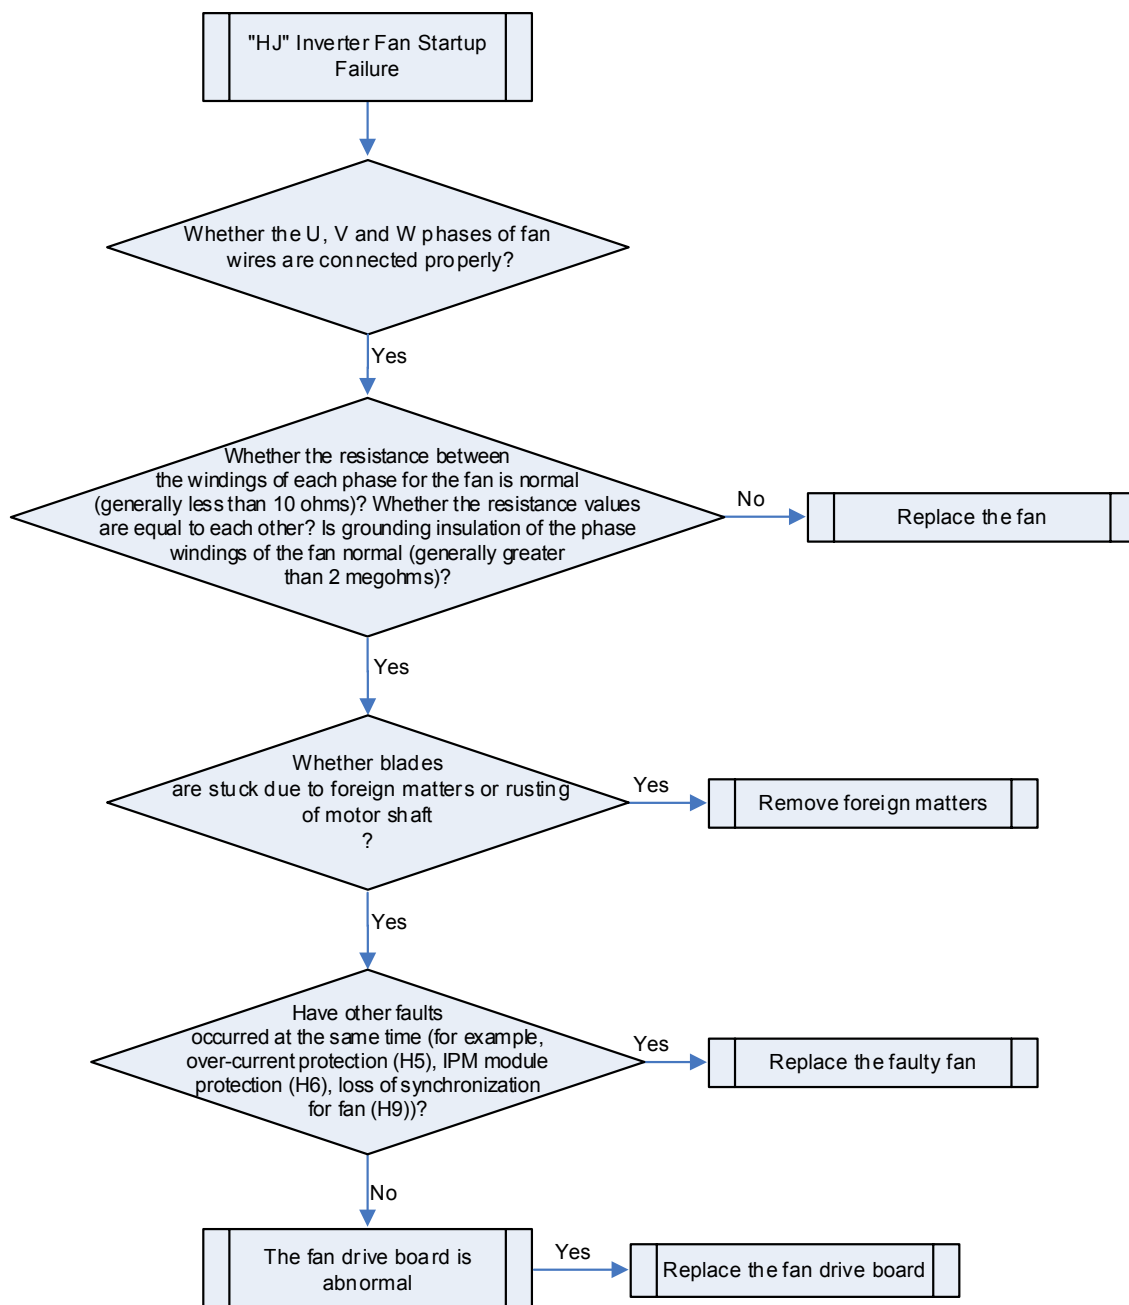 "HJ" Inverter Fan Startup
Failure
Whether the U, V and W phases of fan
wires are connected properly?
Yes
Whether the resistance between
the windings of each phase for the fan is normal
(generally less than 10 ohms)? Whether the resistance values
are equal to each other? Is grounding insulation of the phase
windings of the fan normal (generally greater
than 2 megohms)?
No
Replace the fan
Yes
Whether blades
are stuck due to foreign matters or rusting
of motor shaft
?
Yes
Remove foreign matters
Yes
Have other faults
occurred at the same time (for example,
over-current protection (H5), IPM module
protection (H6), loss of synchronization
for fan (H9))?
Yes
Replace the faulty fan
No
The fan drive board is
abnormal
Yes
Replace the fan drive board